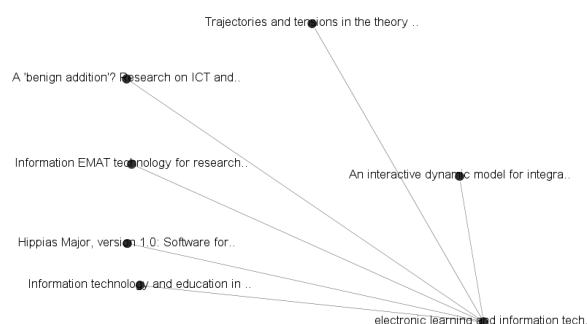 Trajectories and tensions in the theory ..
A 'benign addition'? Research on ICT and..
Information EMAT technology for research..
An interactive dynamic model for integra..
Hippias Major, version 1.0: Software for..
Information technology and education in ..
electronic learning and information tech